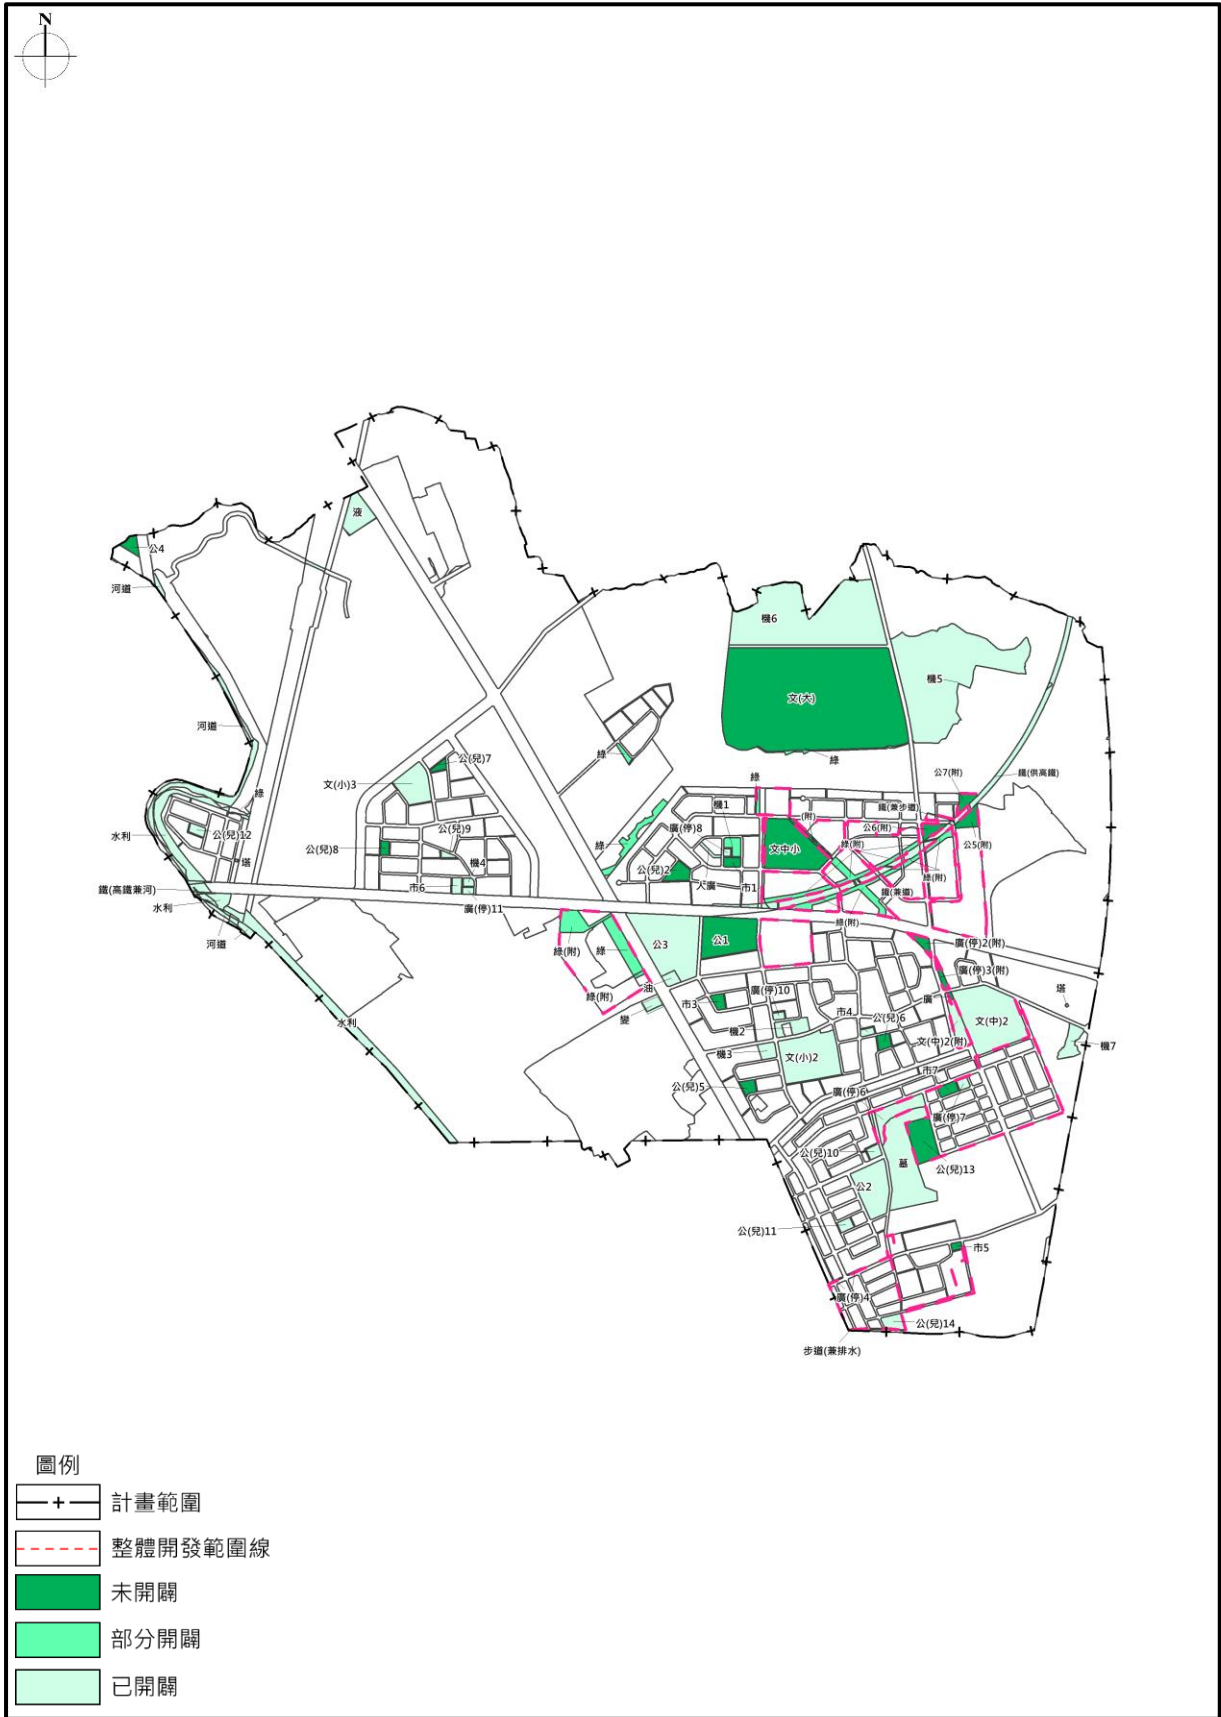 N
液
公4
河道
機6
機5
文(大)
河道
綠
綠
公(兒)7
公7(附)
鐵(供高鐵)
文(小)3
綠
綠
機1
鐵(兼步道)
(附)
水利
公(兒)12
公(兒)9
廣(停)8
公6(附)
綠
公(兒)8
機4
文中小
綠(附)
公5(附)
塔
公(兒)2
人廣
市1
綠(附)
鐵(高鐵兼河)
市6
鐵(兼道)
水利
廣(停)11
綠(附)
河道
綠(附)
綠
公3
公1
廣(停)2(附)
廣(停)3(附)
油
廣(停)10
綠(附)
市3
廣
塔
變
市4
公(兒)6
文(中)2
水利
機2
文(中)2(附)
機7
機3
文(小)2
市7
公(兒)5
廣(停)6
廣(停)7
公(兒)10
墓
公(兒)13
公2
公(兒)11
市5
廣(停)4
公(兒)14
步道(兼排水)
圖例
計畫範圍
整體開發範圍線
未開闢
部分開闢
已開闢